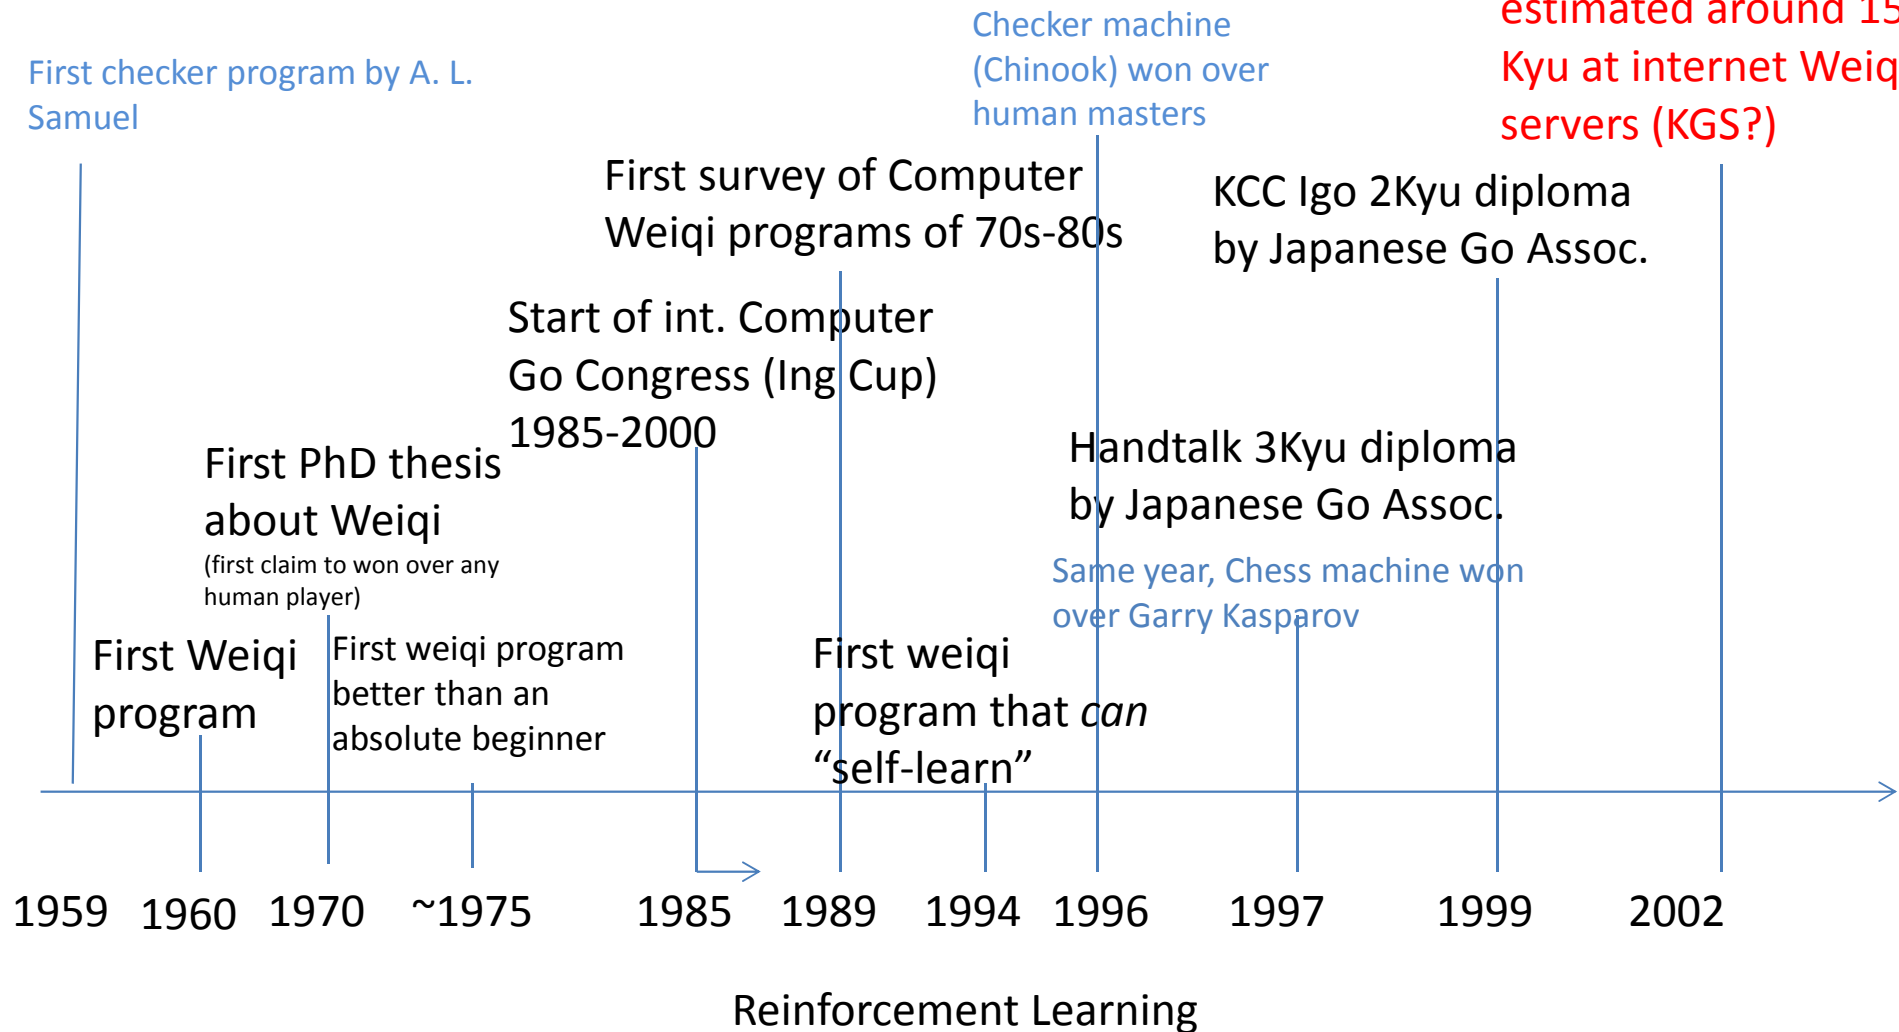 First checker program by A. L.
Samuel
Checker machine
(Chinook) won over
human masters
estimated around 15
Kyu at internet Weiq
servers (KGS?)
First survey of Computer
Weiqi programs of 70s-80s
KCC Igo 2Kyu diploma
by Japanese Go Assoc.
Start of int. Computer
Go Congress (Ing Cup)
1985-2000
First PhD thesis
about Weiqi
(first claim to won over any
human player)
Handtalk 3Kyu diploma
by Japanese Go Assoc.
Same year, Chess machine won
over Garry Kasparov
First Weiqi
program
First weiqi program
better than an
absolute beginner
First weiqi
program that can
“self-learn”
1959 1960 1970 ~1975 1985 1989 1994 1996 1997 1999 2002
Reinforcement Learning